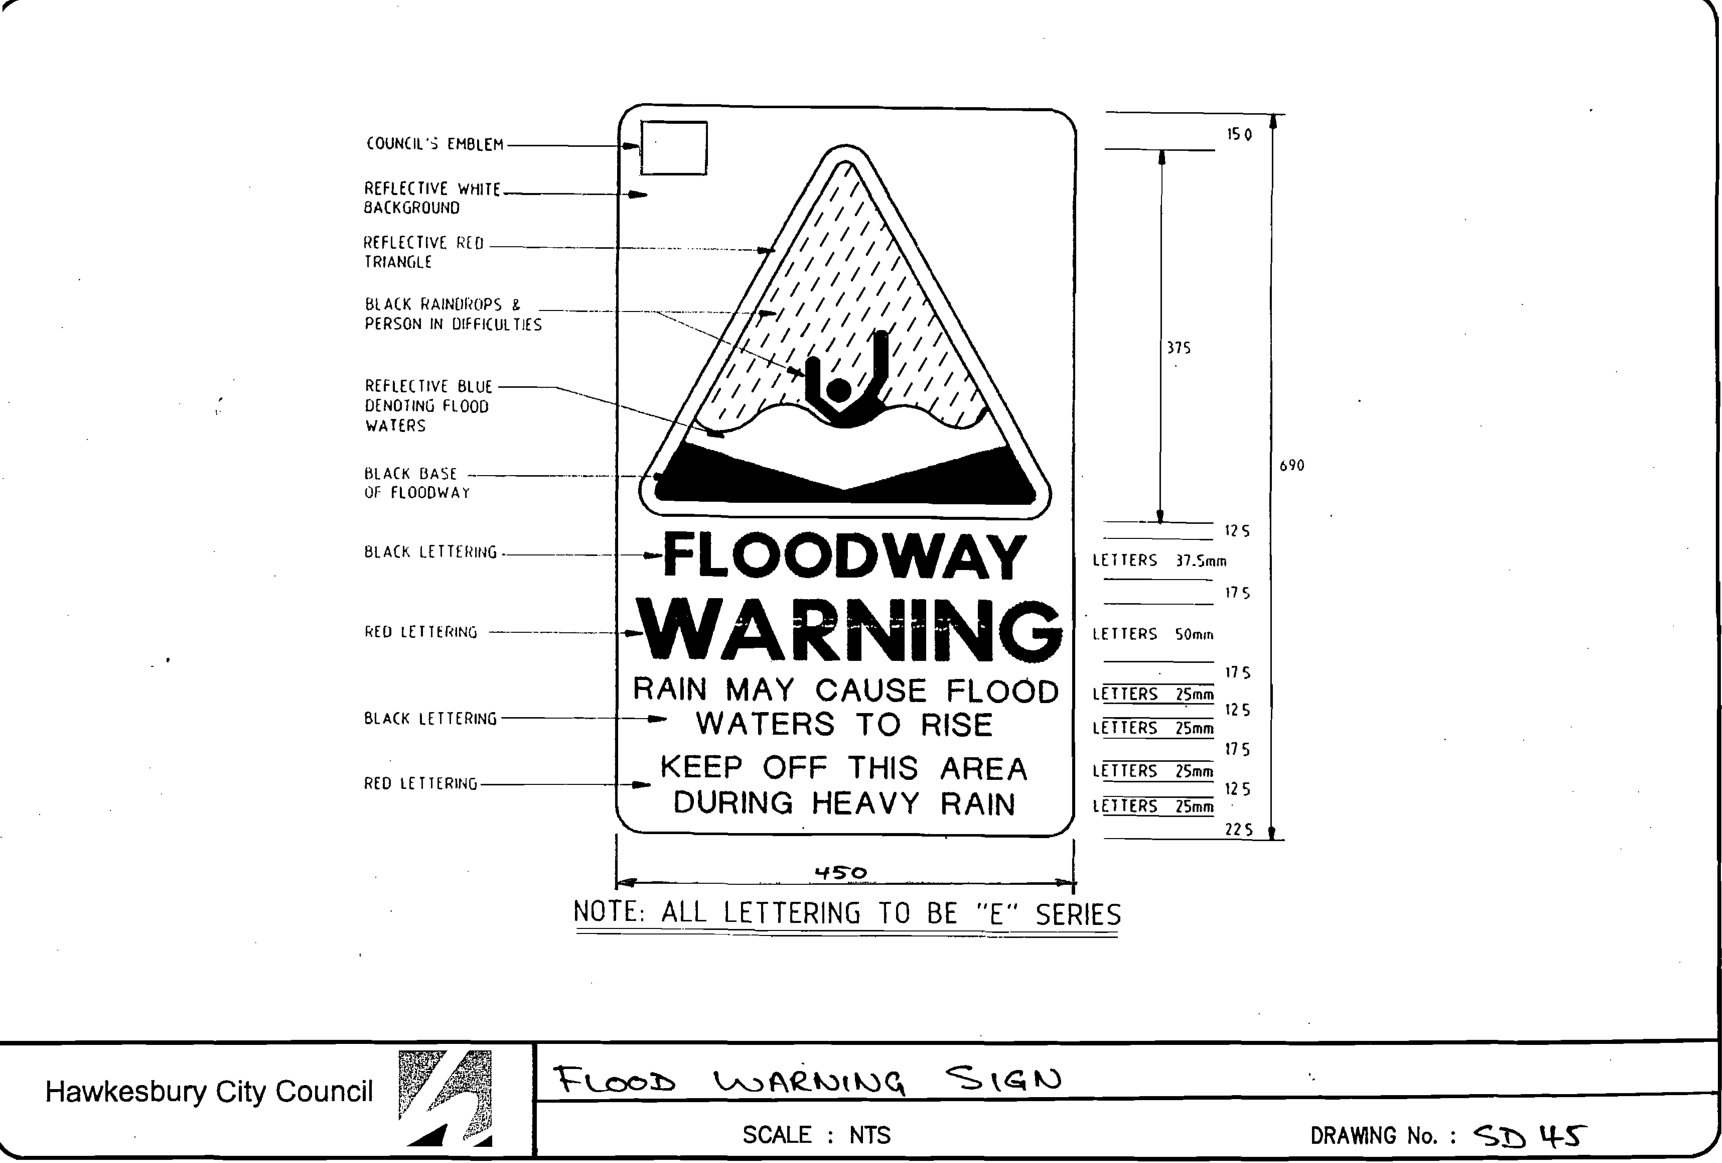 COUNCIL'S EMBLEM
REFLECTIVE WHITE
BACKGROUND
REFLECTIVE RED
TRIANGLE
BLACK RAINDROPS &
PERSON IN DIFFICULTIES
REFLECTIVE BLUE
DENOTING FLOOD
WATERS
BLACK BASE
OF FLOODWAY
BLACK LETTERING
RED LETTERING
BLACK LETTERING
RED LETTERING
FLOODWAY
WARNING
RAIN MAY CAUSE FLOOD
WATERS TO RISE
KEEP OFF THIS AREA
DURING HEAVY RAIN
150
375
690
125
LETTERS 37.5mm
175
LETTERS 50mm
175
LETTERS 25mm
125
LETTERS 25mm
175
LETTERS 25mm
125
LETTERS 25mm
225
450
NOTE: ALL LETTERING TO BE "E" SERIES
Hawkesbury City Council
FLOOD WARNING SIGN
SCALE : NTS
DRAWING No. : SD 45